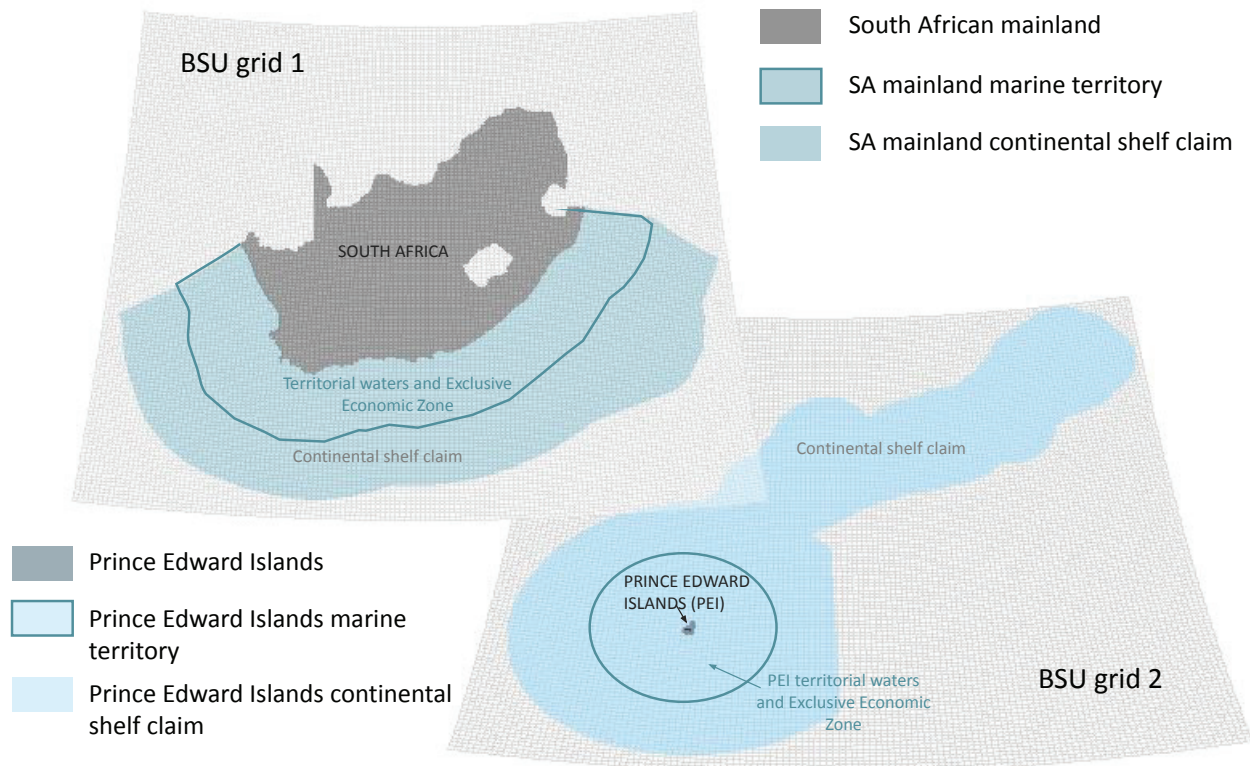 BSU grid 1
South African mainland
SA mainland marine territory
SA mainland continental shelf claim
SOUTH AFRICA
Territorial waters and Exclusive
Economic Zone
Continental shelf claim
Continental shelf claim
Prince Edward Islands
Prince Edward Islands marine
territory
Prince Edward Islands continental
shelf claim
PRINCE EDWARD
ISLANDS (PEI)
PEI territorial waters
and Exclusive Economic
Zone
BSU grid 2